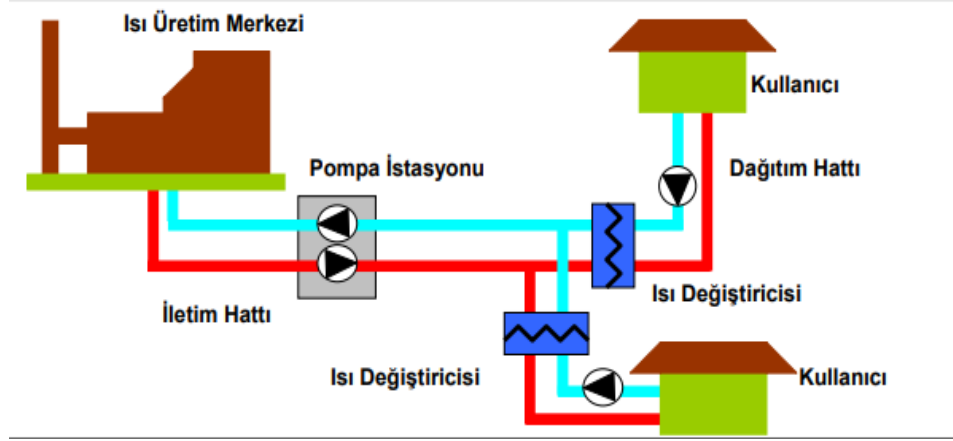 Isı Üretim Merkezi
Kullanıcı
Pompa İstasyonu
Dağıtım Hattı
İletim Hattı
Isı Değiştiricisi
Isı Değiştiricisi
Kullanıcı